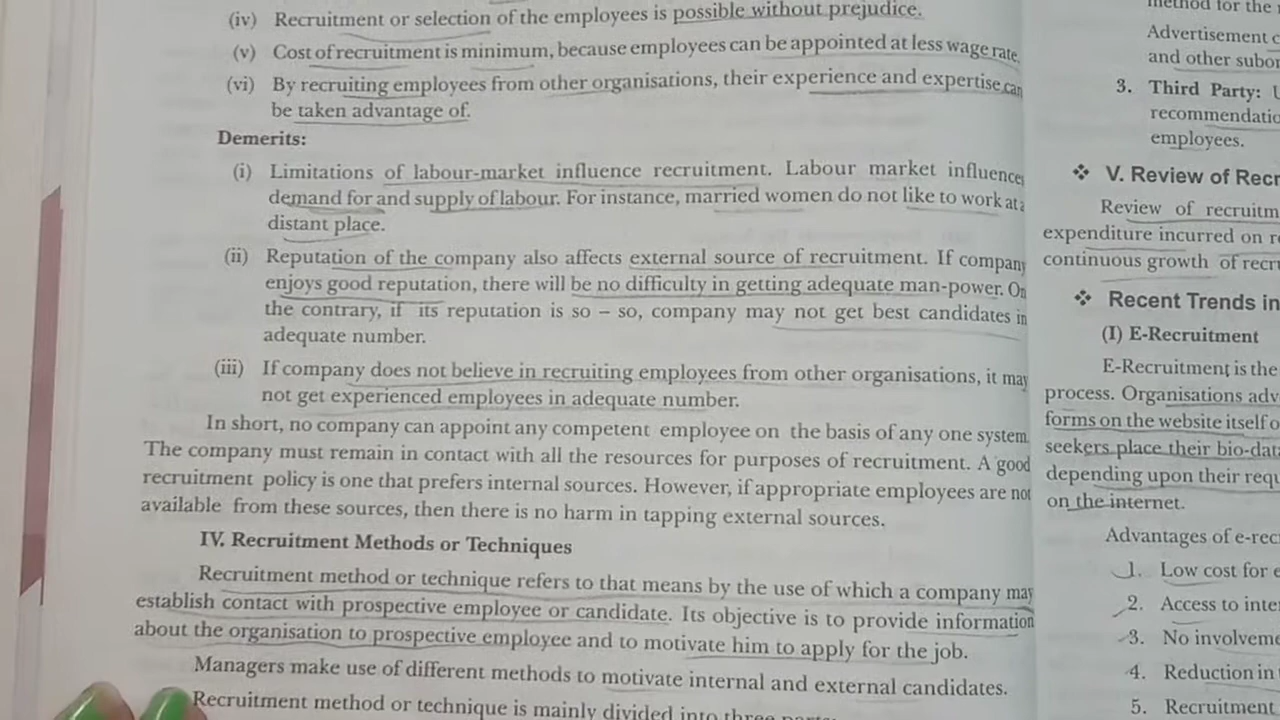 (iv) Recruitment or selection of the employees is possible without prejudice.
(v) Cost of recruitment is minimum, because employees can be appointed at less wage rate.
(vi) By recruiting employees from other organisations, their experience and expertise can
be taken advantage of.
Demerits:
(i) Limitations of labour-market influence recruitment. Labour market influences
demand for and supply of labour. For instance, married women do not like to work at a
distant place.
(ii) Reputation of the company also affects external source of recruitment. If company
enjoys good reputation, there will be no difficulty in getting adequate man-power. On
the contrary, if its reputation is so – so, company may not get best candidates in
adequate number.
(iii) If company does not believe in recruiting employees from other organisations, it may
not get experienced employees in adequate number.
In short, no company can appoint any competent employee on the basis of any one system.
The company must remain in contact with all the resources for purposes of recruitment. A good
recruitment policy is one that prefers internal sources. However, if appropriate employees are not
available from these sources, then there is no harm in tapping external sources.
IV. Recruitment Methods or Techniques
Recruitment method or technique refers to that means by the use of which a company may
establish contact with prospective employee or candidate. Its objective is to provide information
about the organisation to prospective employee and to motivate him to apply for the job.
Managers make use of different methods to motivate internal and external candidates.
Recruitment method or technique is mainly divided into three parts:
method for the
Advertisement
and other
3. Third Party:
employees.
❖ V. Review of
Review of
expenditure incurred on
continuous growth of
❖ Recent Trends in
(I) E-Recruitment
E-Recruitment is the
process. Organisations
forms on the website itself
seekers place their
depending upon their
on the internet.
Advantages of
1. Low cost for
2. Access to
3. No
4. Reduction in
5. Recruitment